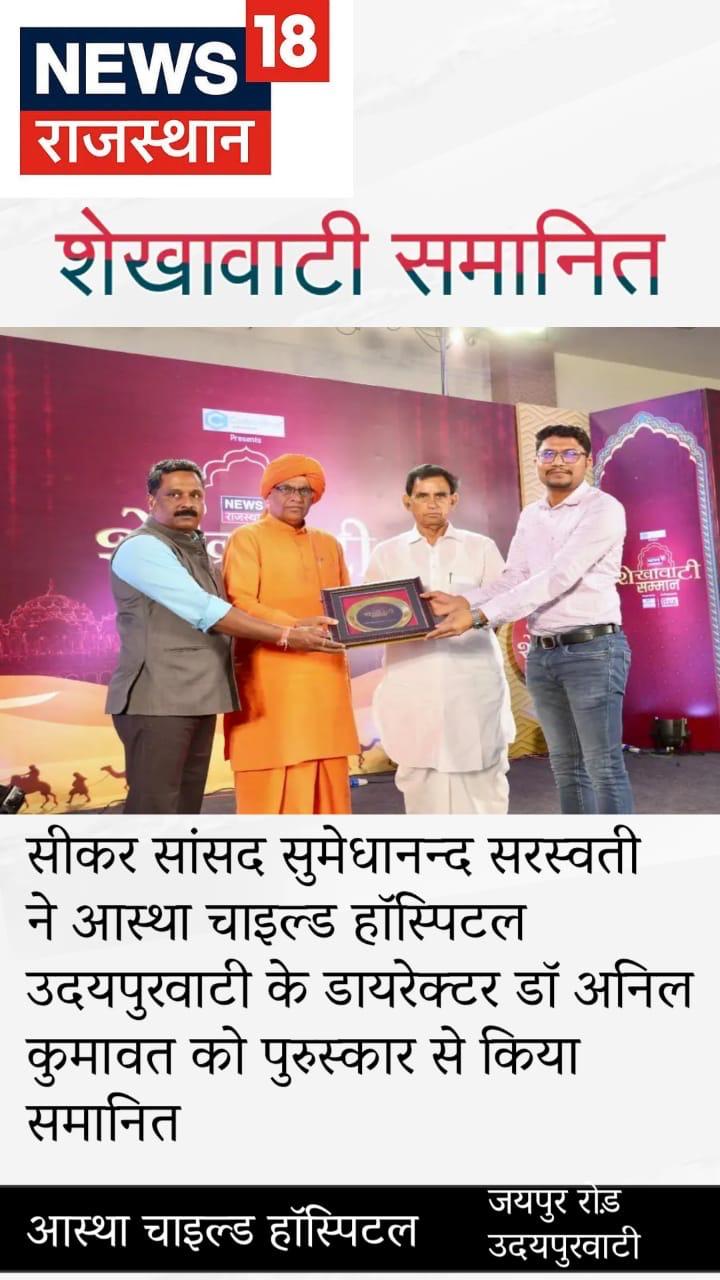 NEWS 18
राजस्थान
शेखावाटी समानित
Presents
NEWS
शेखावाटी
सम्मान
सीकर सांसद सुमेधानन्द सरस्वती
ने आस्था चाइल्ड हॉस्पिटल
उदयपुरवाटी के डायरेक्टर डॉ अनिल
कुमावत को पुरुस्कार से किया
समानित
आस्था चाइल्ड हॉस्पिटल
जयपुर रोड़
उदयपुरवाटी